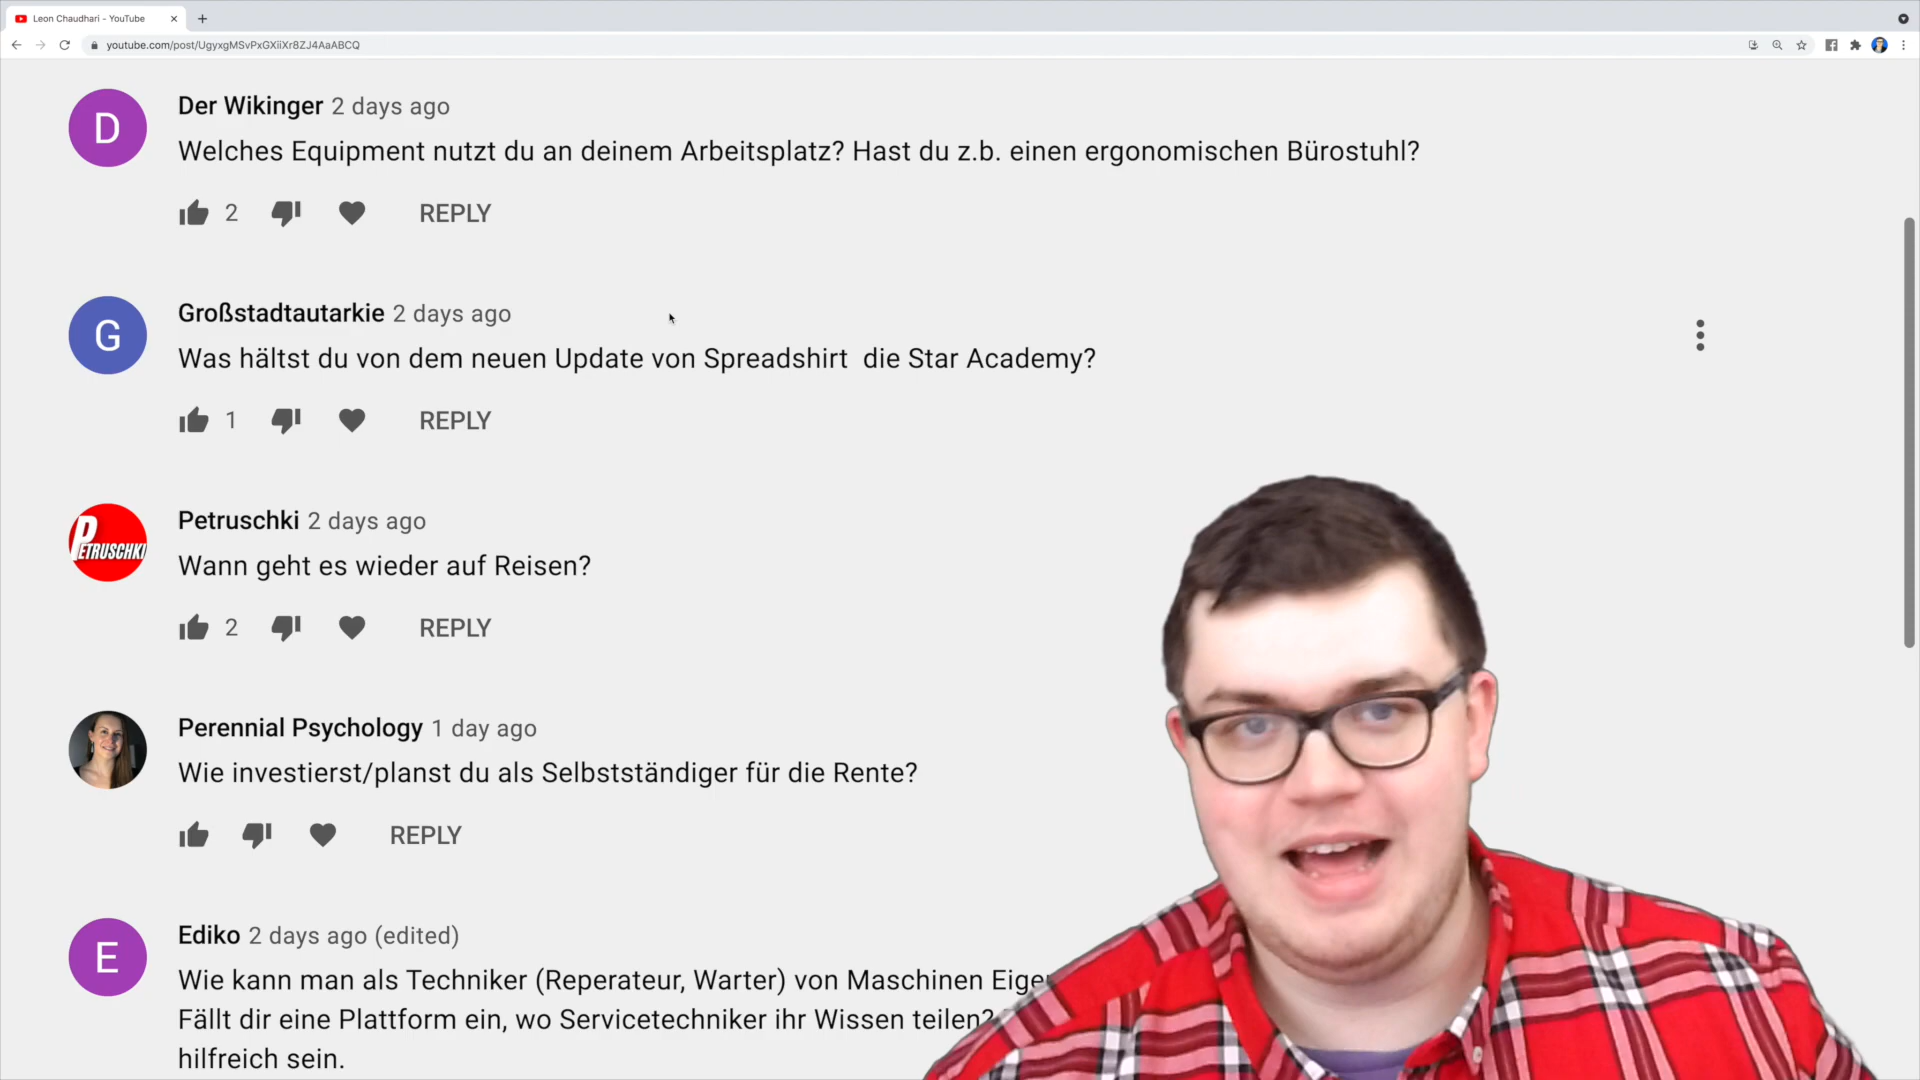 Leon Chaudhari - YouTube
youtube.com/post/UgyxgMSvPxGXiiXr8ZJ4AaABCQ
D
Der Wikinger 2 days ago
Welches Equipment nutzt du an deinem Arbeitsplatz? Hast du z.b. einen ergonomischen Bürostuhl?
2 REPLY
G
Großstadtautarkie 2 days ago
Was hältst du von dem neuen Update von Spreadshirt die Star Academy?
1 REPLY
PETRUSCHKI
Petruschki 2 days ago
Wann geht es wieder auf Reisen?
2 REPLY
Perennial Psychology 1 day ago
Wie investierst/planst du als Selbstständiger für die Rente?
REPLY
E
Ediko 2 days ago (edited)
Wie kann man als Techniker (Reperateur, Warter) von Maschinen
Fällt dir eine Plattform ein, wo Servicetechniker ihr Wissen teilen?
hilfreich sein.